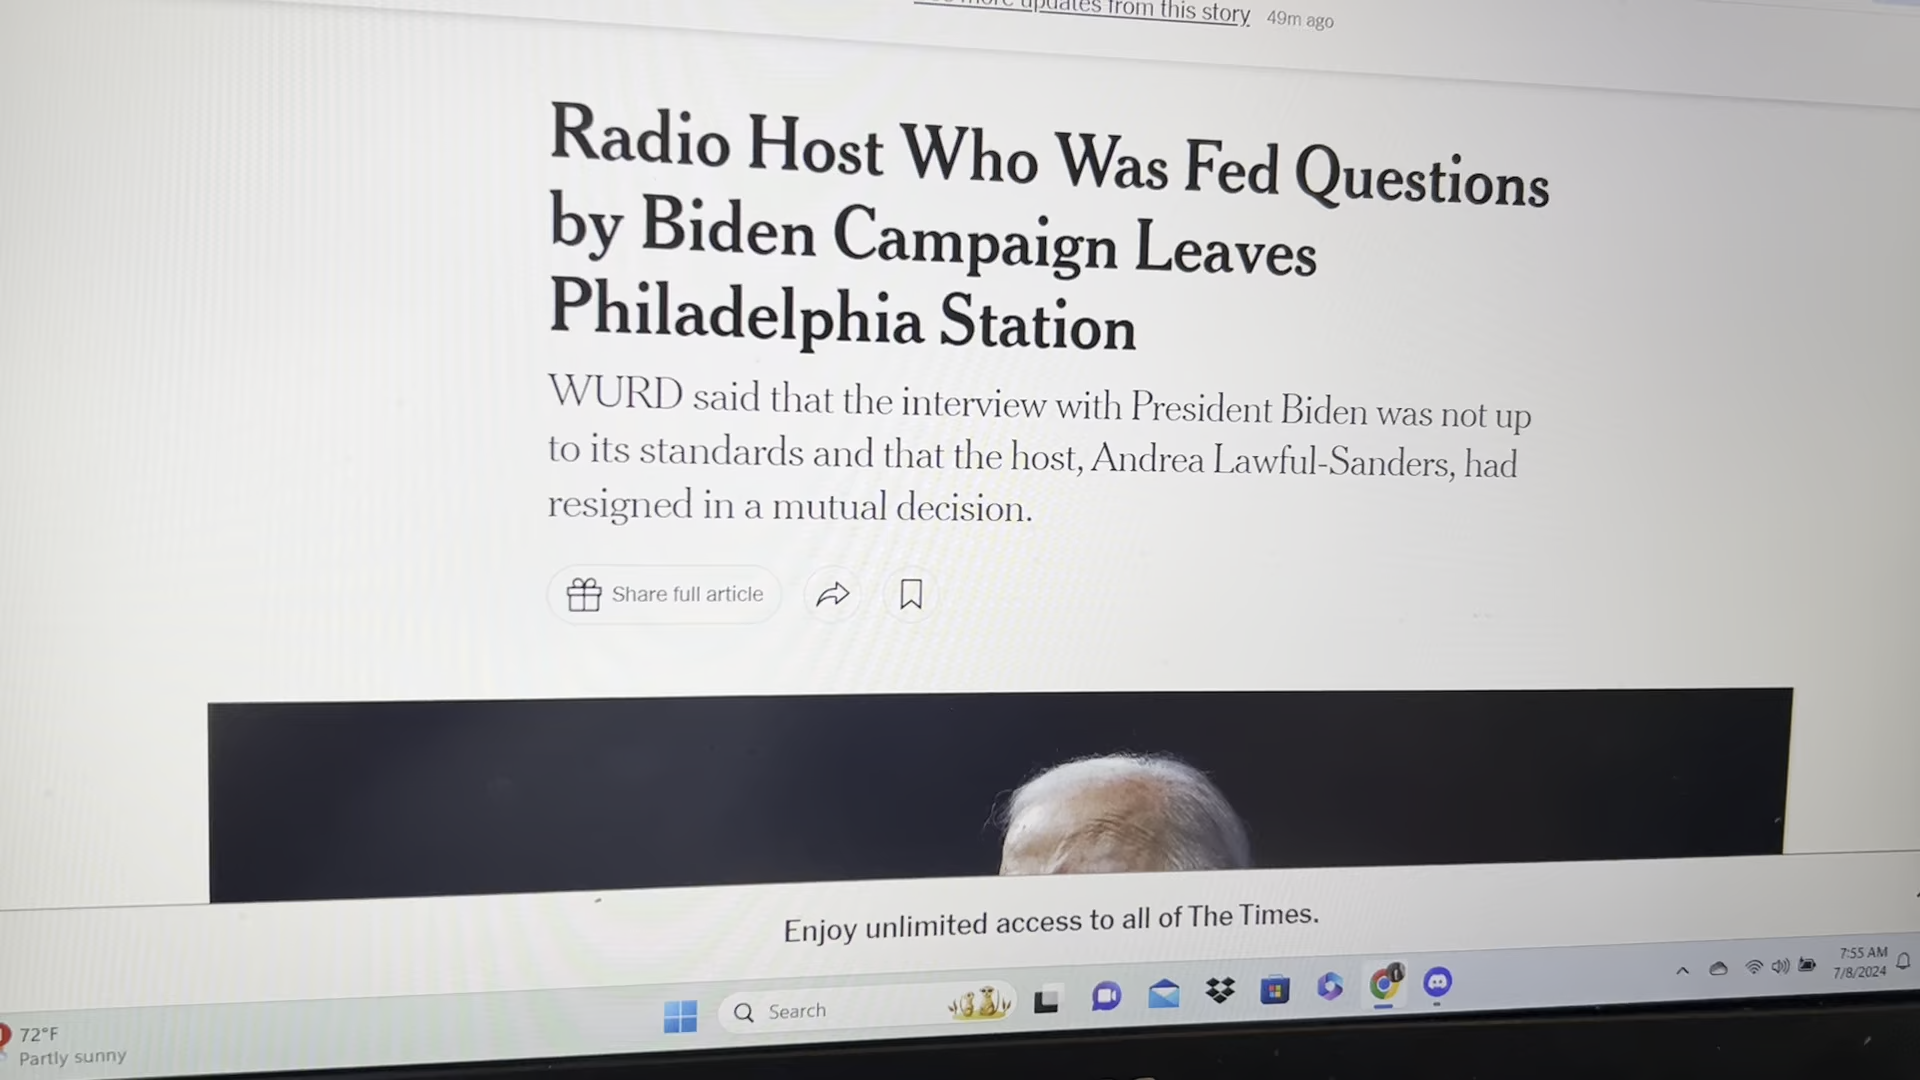 updates from this story 49m ago
Radio Host Who Was Fed Questions
by Biden Campaign Leaves
Philadelphia Station
WURD said that the interview with President Biden was not up
to its standards and that the host, Andrea Lawful-Sanders, had
resigned in a mutual decision.
Share full article
Enjoy unlimited access to all of The Times.
Search
7:55 AM
7/8/2024
72°F
Partly sunny